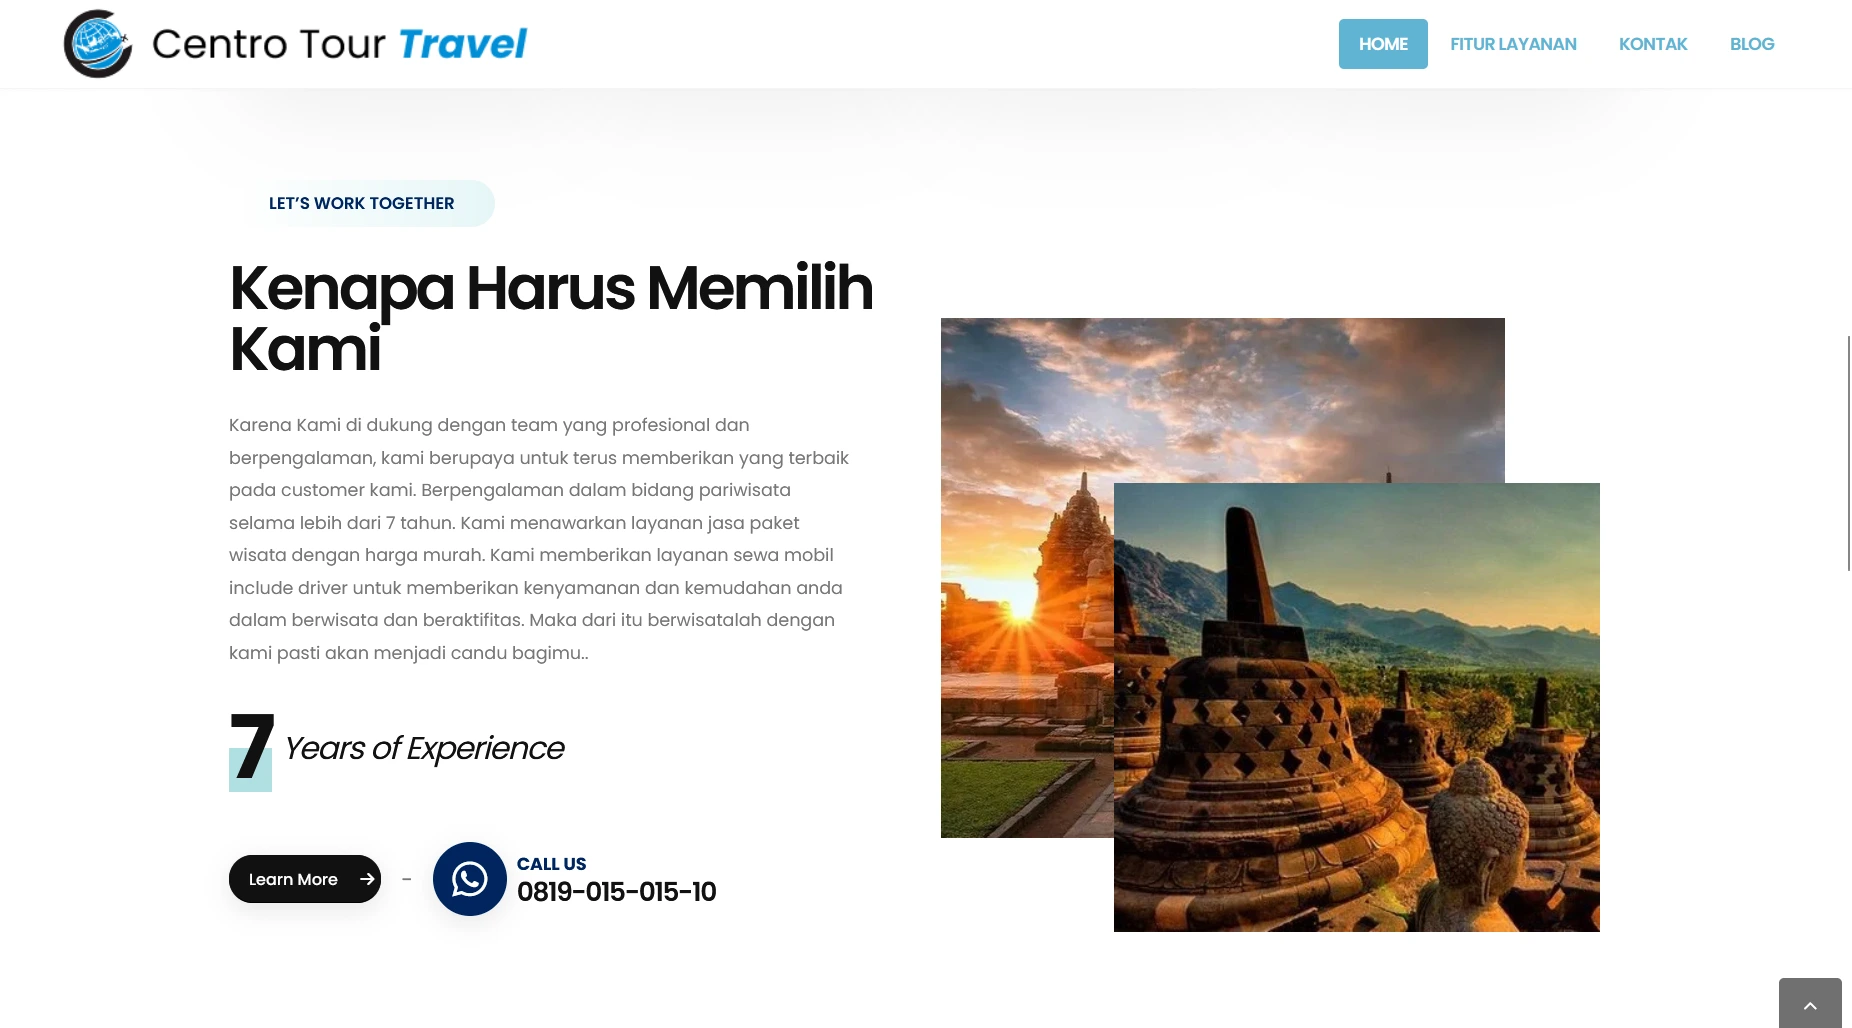 Centro Tour Travel
HOME
FITUR LAYANAN
KONTAK
BLOG
LET’S WORK TOGETHER
Kenapa Harus Memilih
Kami
Karena Kami di dukung dengan team yang profesional dan
berpengalaman, kami berupaya untuk terus memberikan yang terbaik
pada customer kami. Berpengalaman dalam bidang pariwisata
selama lebih dari 7 tahun. Kami menawarkan layanan jasa paket
wisata dengan harga murah. Kami memberikan layanan sewa mobil
include driver untuk memberikan kenyamanan dan kemudahan anda
dalam berwisata dan beraktifitas. Maka dari itu berwisatalah dengan
kami pasti akan menjadi candu bagimu..
7 Years of Experience
Learn More
-
CALL US
0819-015-015-10